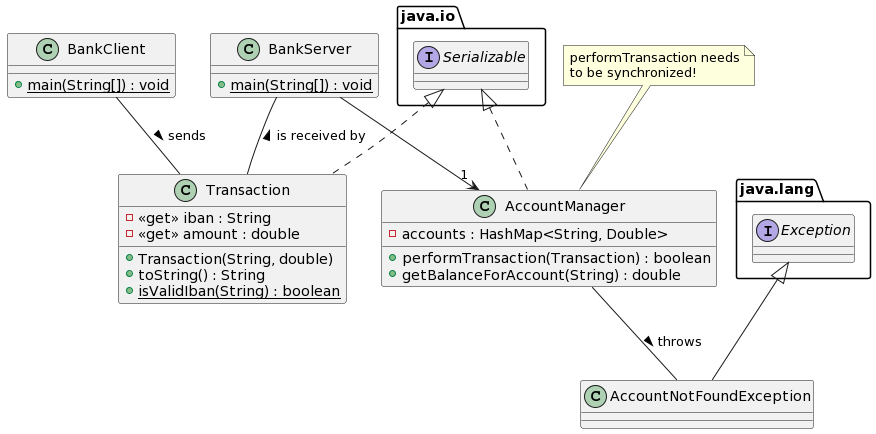 java.io
C BankClient
main(String[]) : void
C BankServer
main(String[]) : void
I Serializable
performTransaction needs
to be synchronized!
sends
is received by
1
C Transaction
«get» iban : String
«get» amount : double
Transaction(String, double)
toString() : String
isValidIban(String) : boolean
C AccountManager
accounts : HashMap<String, Double>
performTransaction(Transaction) : boolean
getBalanceForAccount(String) : double
java.lang
I Exception
throws
C AccountNotFoundException